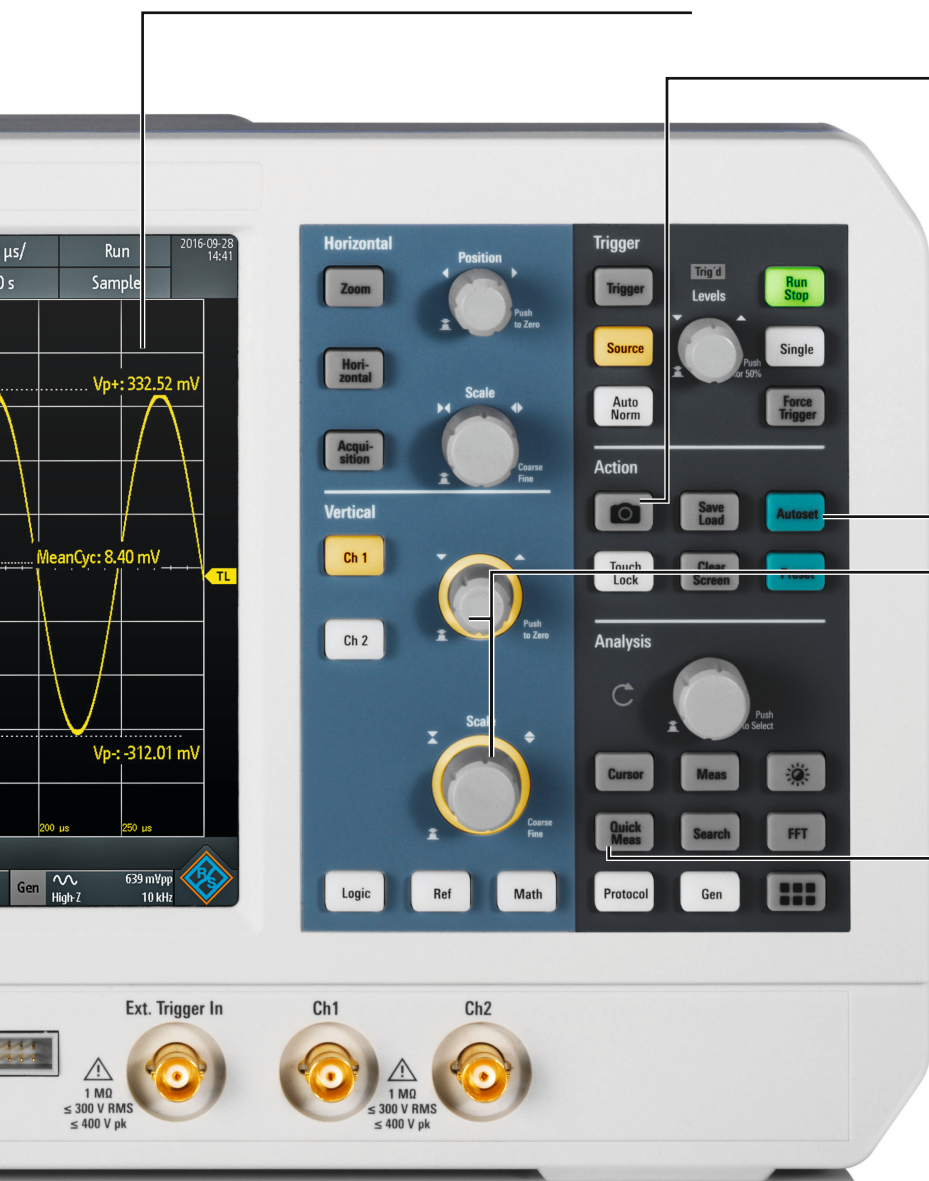 µs/
Run
2016-09-28
14:41
0 s
Sample
Vp+: 332.52 mV
MeanCyc: 8.40 mV
TL
Vp-: -312.01 mV
200 µs
250 µs
Gen
639 mVpp
High-Z
10 kHz
R&S
Horizontal
Position
Zoom
Push
to Zero
Hori-
zontal
Scale
Acqui-
sition
Coarse
Fine
Vertical
Ch 1
Ch 2
Push
to Zero
Scale
Coarse
Fine
Logic
Ref
Math
Trigger
Trigger
Trig'd
Levels
Run
Stop
Source
Push
for 50%
Single
Auto
Norm
Force
Trigger
Action
Save
Load
Autoset
Touch
Lock
Clear
Screen
Preset
Analysis
Push
to Select
Cursor
Meas
Quick
Meas
Search
FFT
Protocol
Gen
Ext. Trigger In
Ch1
Ch2
1 MΩ
≤ 300 V RMS
≤ 400 V pk
1 MΩ
≤ 300 V RMS
≤ 400 V pk